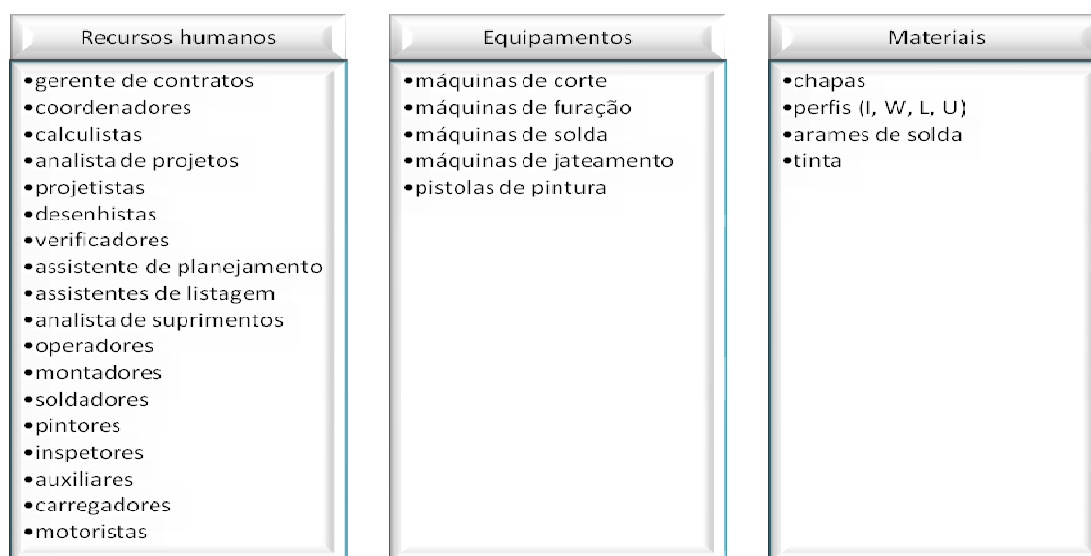 Recursos humanos
•gerente de contratos
•coordenadores
•calculistas
•analista de projetos
•projetistas
•desenhistas
•verificadores
•assistente de planejamento
•assistentes de listagem
•analista de suprimentos
•operadores
•montadores
•soldadores
•pintores
•inspetores
•auxiliares
•carregadores
•motoristas
Equipamentos
•máquinas de corte
•máquinas de furação
•máquinas de solda
•máquinas de jateamento
•pistolas de pintura
Materiais
•chapas
•perfis (I, W, L, U)
•arames de solda
•tinta